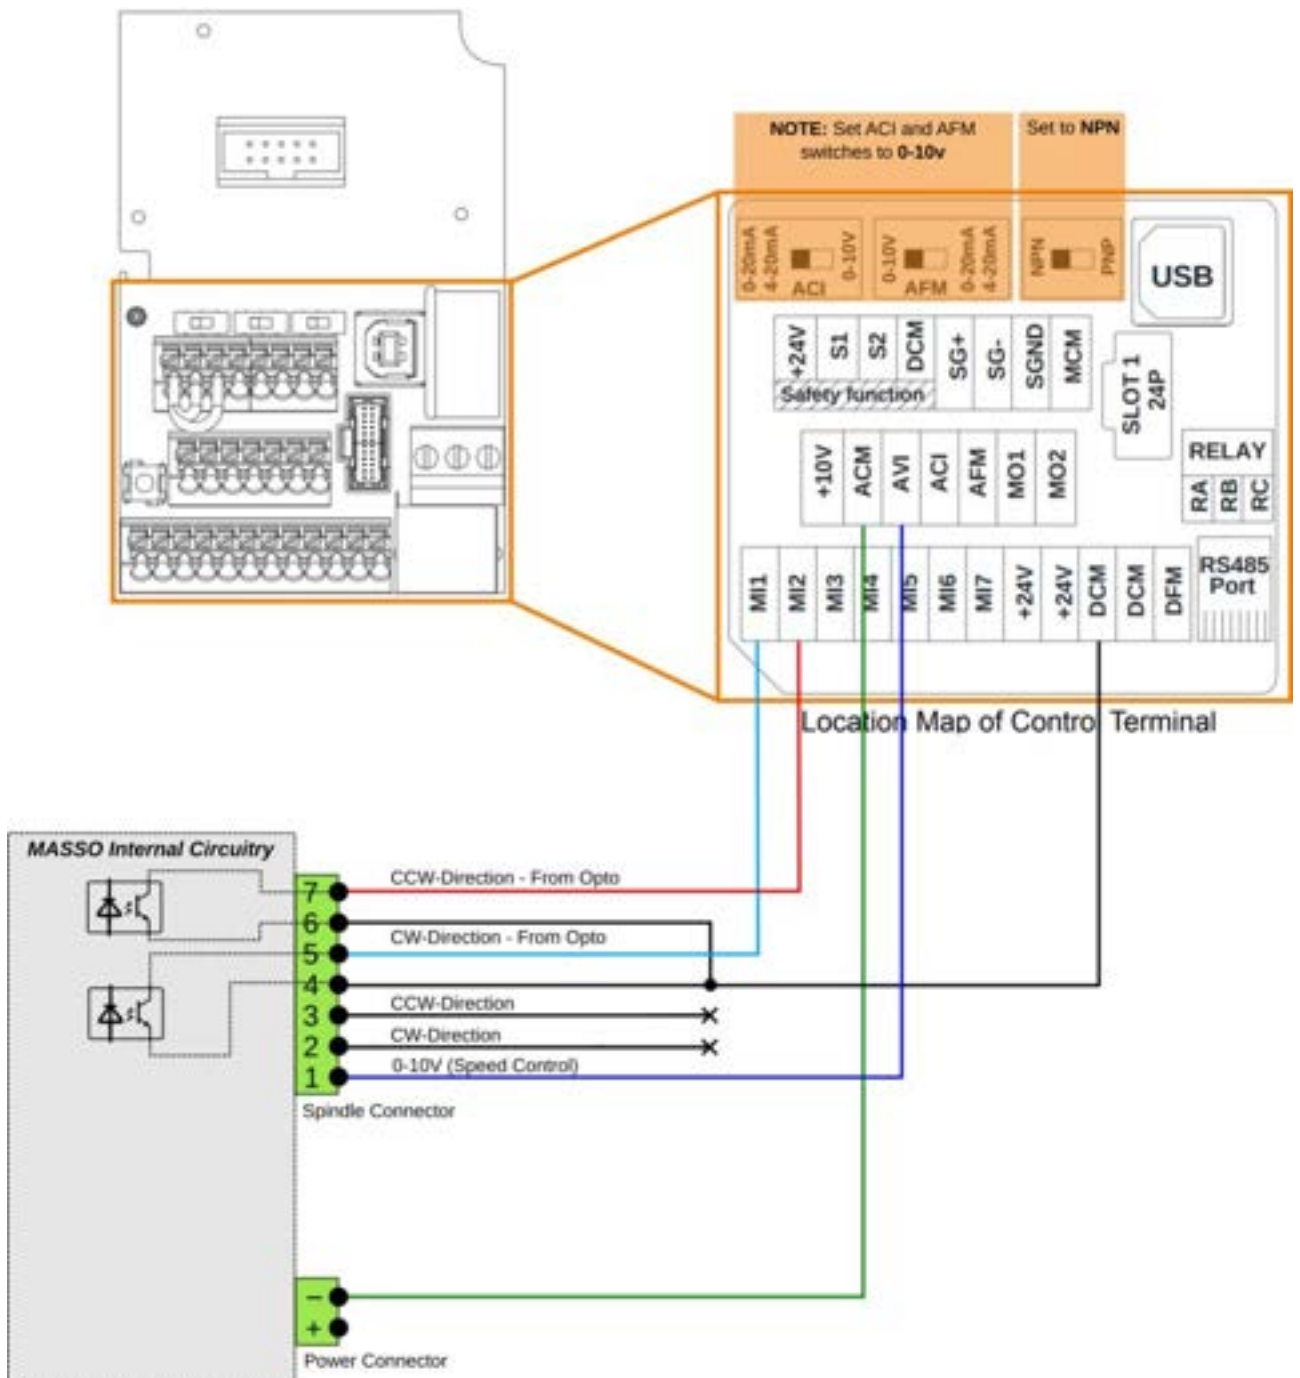 NOTE: Set ACI and AFM
switches to 0-10v
Set to NPN
0-20mA
4-20mA
ACI
0-10V
0-10V
AFM
0-20mA
4-20mA
NPN
PNP
USB
+24V S1 S2 DCM SG+ SG- SGND MCM
Safety function
SLOT 1
24P
+10V ACM AVI ACI AFM MO1 MO2
RELAY
RA RB RC
MI1 MI2 MI3 MI4 MI5 MI6 MI7 +24V +24V DCM DCM DFM
RS485
Port
Location Map of Control Terminal
MASSO Internal Circuitry
7 CCW-Direction - From Opto
6
5 CW-Direction - From Opto
4
3 CCW-Direction
2 CW-Direction
1 0-10V (Speed Control)
Spindle Connector
−
+
Power Connector